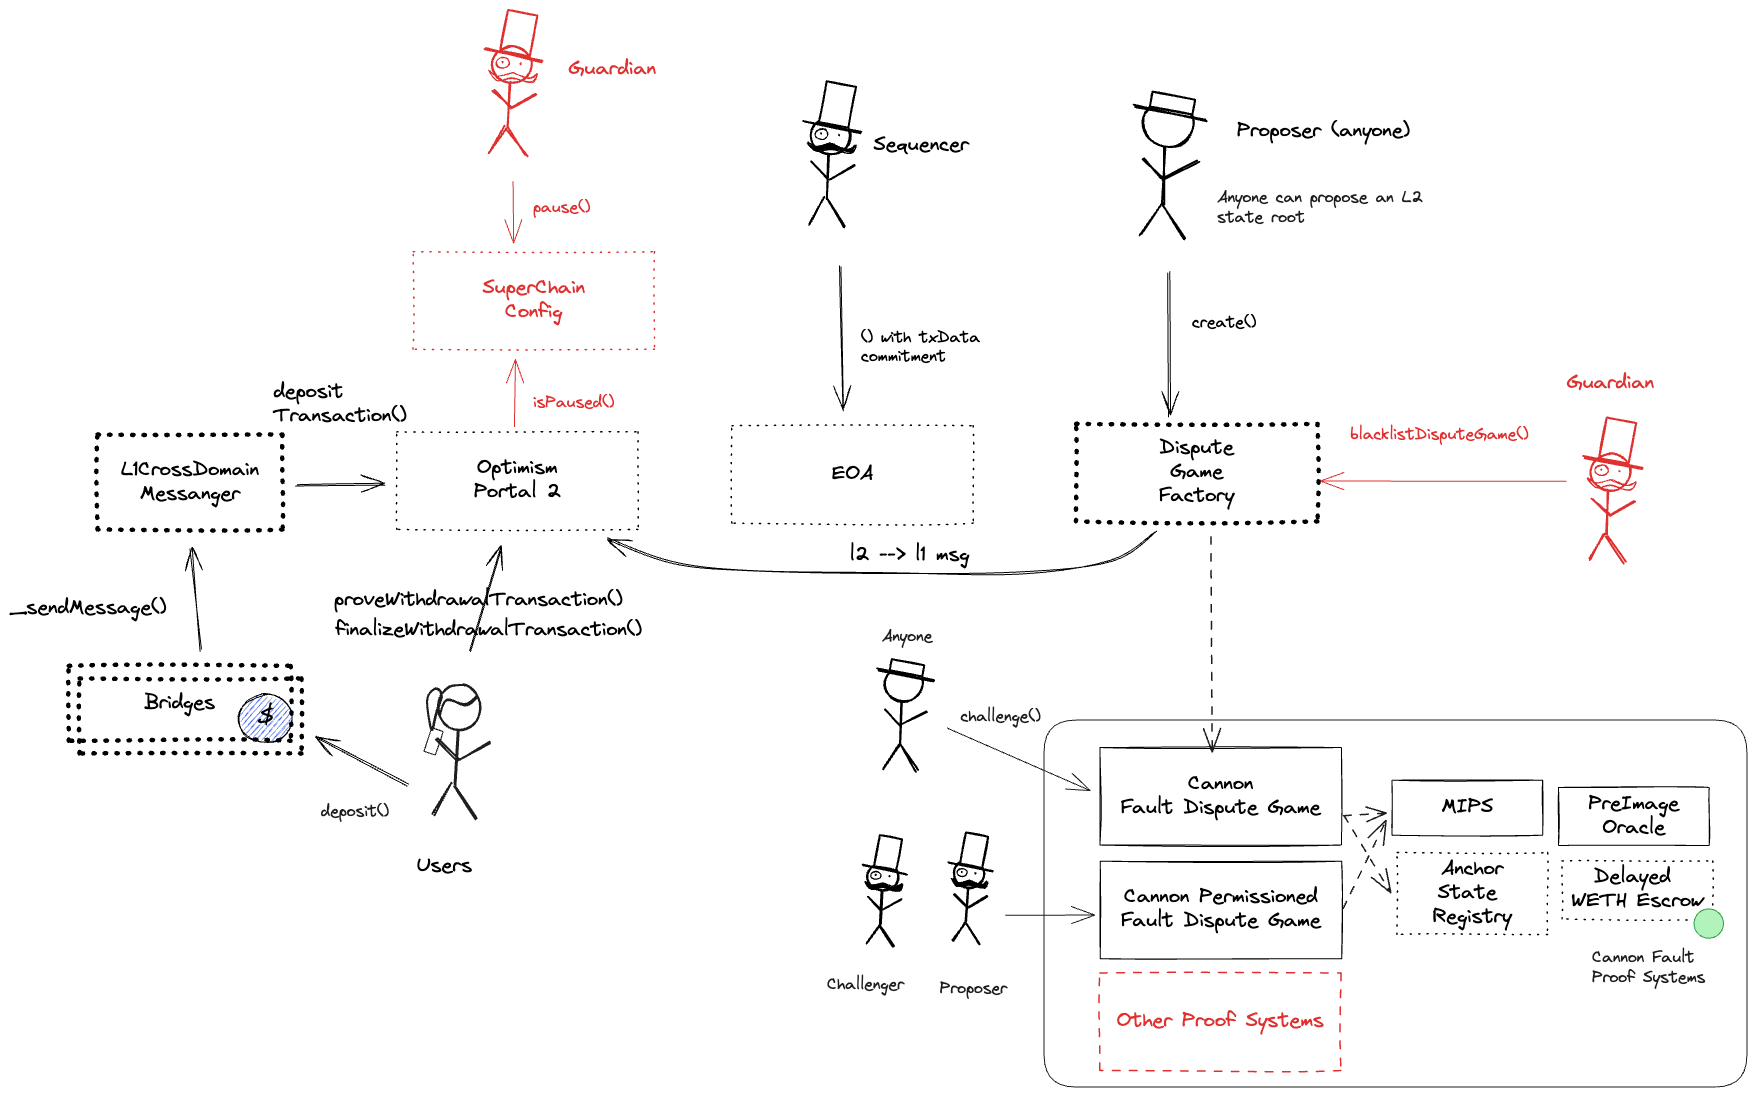 Guardian
pause()
SuperChain
Config
isPaused()
Sequencer
() with txData
commitment
Proposer (anyone)
Anyone can propose an L2
state root
create()
Guardian
blacklistDisputeGame()
deposit
Transaction()
L1CrossDomain
Messanger
Optimism
Portal 2
EOA
Dispute
Game
Factory
l2 --> l1 msg
_sendMessage()
proveWithdrawalTransaction()
finalizeWithdrawalTransaction()
Bridges
$
deposit()
Users
Anyone
challenge()
Cannon
Fault Dispute Game
MIPS
PreImage
Oracle
Cannon Permissioned
Fault Dispute Game
Anchor
State
Registry
Delayed
WETH Escrow
Cannon Fault
Proof Systems
Challenger
Proposer
Other Proof Systems